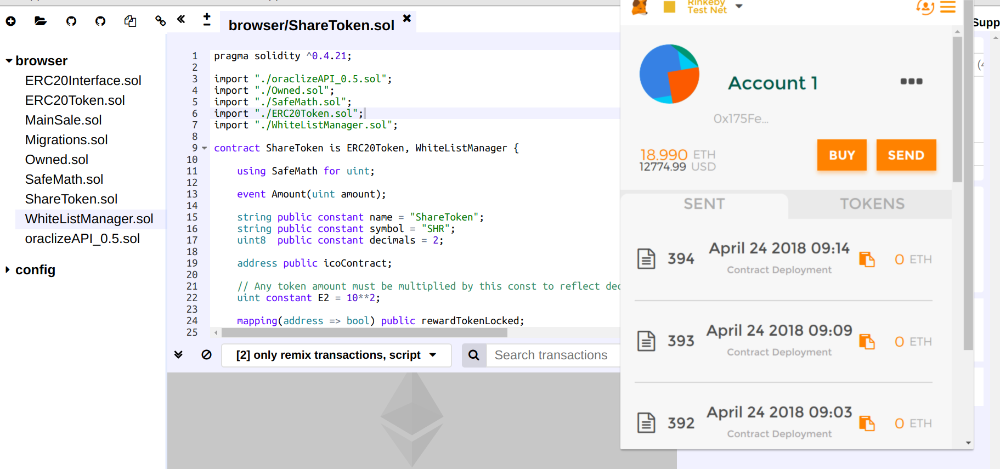 browser/ShareToken.sol
browser
ERC20Interface.sol
ERC20Token.sol
MainSale.sol
Migrations.sol
Owned.sol
SafeMath.sol
ShareToken.sol
WhiteListManager.sol
oraclizeAPI_0.5.sol
config
1 pragma solidity ^0.4.21;
2
3 import "./oraclizeAPI_0.5.sol";
4 import "./Owned.sol";
5 import "./SafeMath.sol";
6 import "./ERC20Token.sol";
7 import "./WhiteListManager.sol";
8
9 contract ShareToken is ERC20Token, WhiteListManager {
10
11 using SafeMath for uint;
12
13 event Amount(uint amount);
14
15 string public constant name = "ShareToken";
16 string public constant symbol = "SHR";
17 uint8 public constant decimals = 2;
18
19 address public icoContract;
20
21 // Any token amount must be multiplied by this const to reflect
22 uint constant E2 = 10**2;
23
24 mapping(address => bool) public rewardTokenLocked;
25
[2] only remix transactions, script
Search transactions
Rinkeby
Test Net
Account 1
0x175Fe...
18.990 ETH
12774.99 USD
BUY
SEND
SENT
TOKENS
394
April 24 2018 09:14
Contract Deployment
0 ETH
393
April 24 2018 09:09
Contract Deployment
0 ETH
392
April 24 2018 09:03
Contract Deployment
0 ETH
Supp